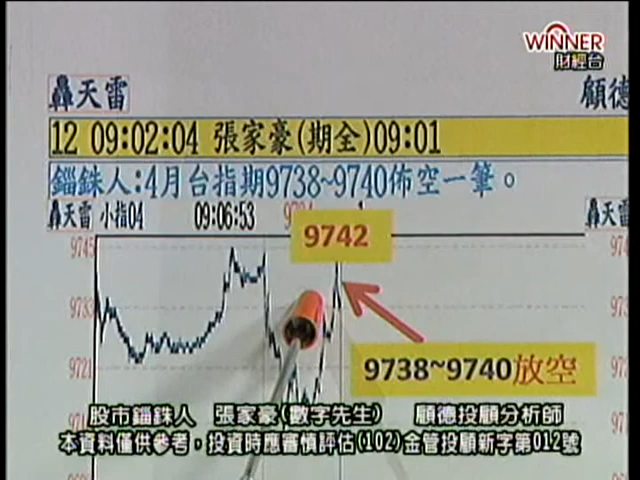 WINNER
財經台
轟天雷
顧德
12 09:02:04 張家豪(期全)09:01
錙銖人:4月台指期9738~9740佈空一筆。
轟天雷 小指04 09:06:53
轟天雷
9742
9745
9733
9721
9738~9740放空
股市錙銖人 張家豪(數字先生) 顧德投顧分析師
本資料僅供參考，投資時應審慎評估(102)金管投顧新字第012號